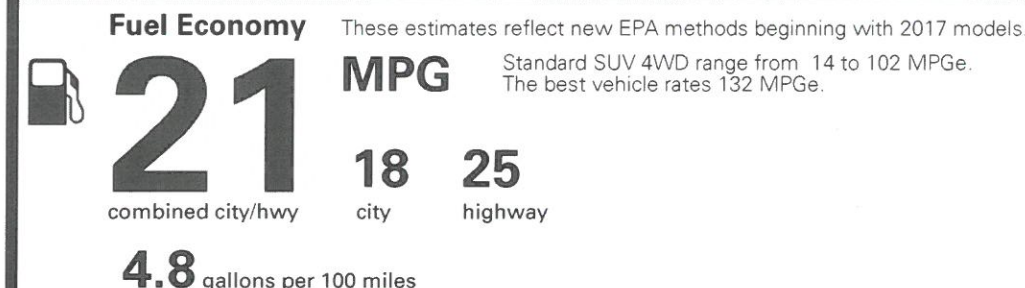 Fuel Economy These estimates reflect new EPA methods beginning with 2017 models.
21 MPG Standard SUV 4WD range from 14 to 102 MPGe.
The best vehicle rates 132 MPGe.
18 25
combined city/hwy city highway
4.8 gallons per 100 miles